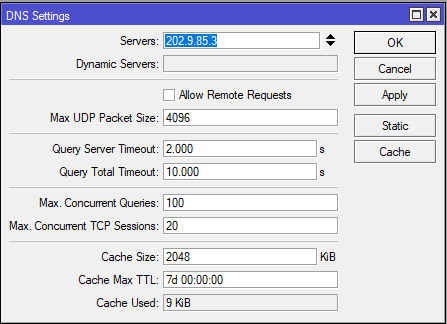 DNS Settings
Servers: 202.9.85.3
OK
Dynamic Servers:
Cancel
Allow Remote Requests
Apply
Max UDP Packet Size: 4096
Static
Query Server Timeout: 2.000 s
Cache
Query Total Timeout: 10.000 s
Max. Concurrent Queries: 100
Max. Concurrent TCP Sessions: 20
Cache Size: 2048 KiB
Cache Max TTL: 7d 00:00:00
Cache Used: 9 KiB